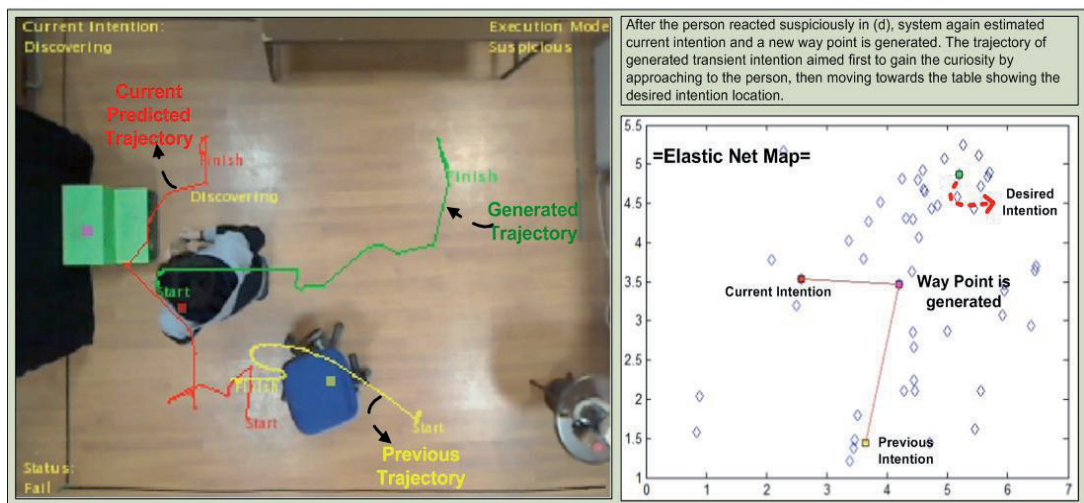 Current Intention:
Discovering
Execution Mode
Suspicious
Current
Predicted
Trajectory
Finish
Discovering
Finish
Generated
Trajectory
Start
Finish
Start
Start
Previous
Trajectory
Status:
Fail
After the person reacted suspiciously in (d), system again estimated
current intention and a new way point is generated. The trajectory of
generated transient intention aimed first to gain the curiosity by
approaching to the person, then moving towards the table showing the
desired intention location.
=Elastic Net Map=
Desired
Intention
Current Intention
Way Point is
generated
Previous
Intention
5.5
5
4.5
4
3.5
3
2.5
2
1.5
1
0
1
2
3
4
5
6
7